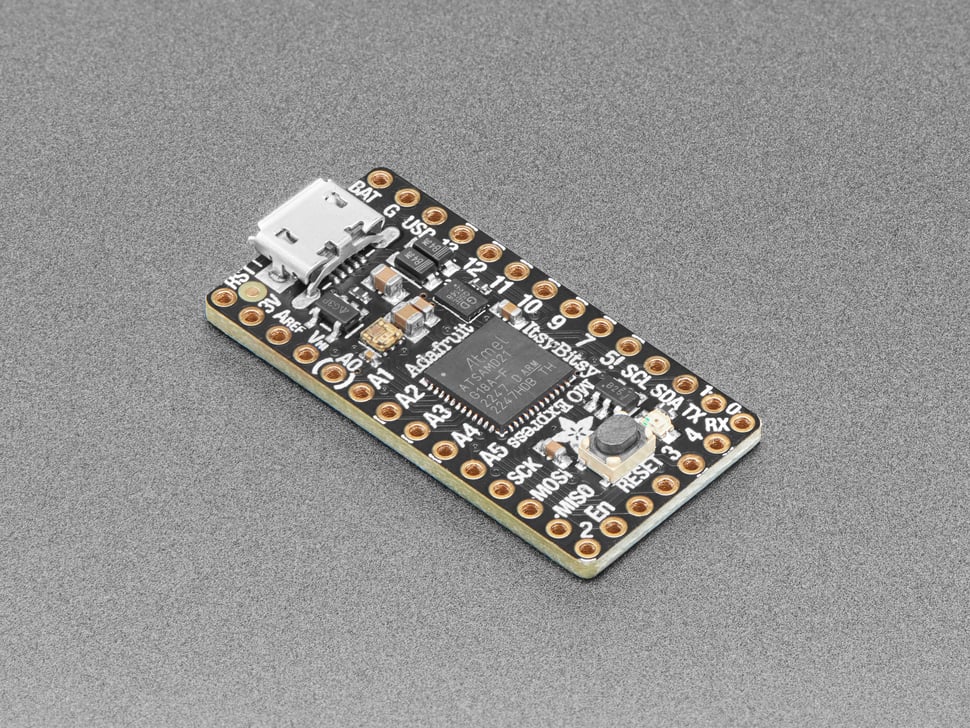 BAT
G
USB
13
12
11
10
9
7
5!
SCL
SDA
TX
1
0
RX
RST
3V
AREF
VHI
A0
A1
A2
A3
A4
A5
SCK
MOSI
MISO
2
En
RESET
3
4
Adafruit
ItsyBitsy
M0 Express
Atmel
ATSAMD21
G18A